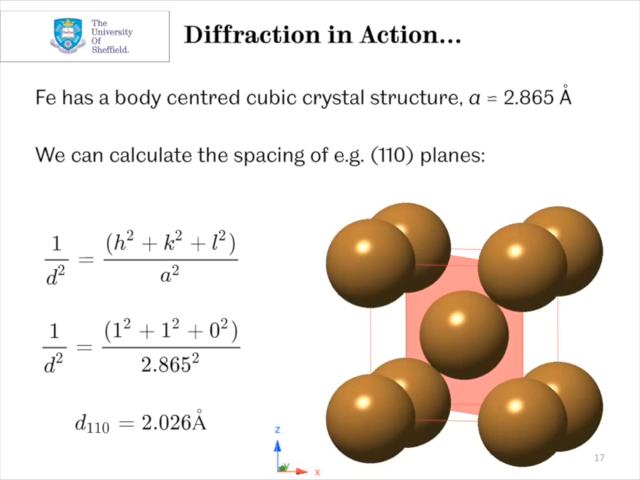 The
University
Of
Sheffield.
Diffraction in Action...
Fe has a body centred cubic crystal structure, a = 2.865 Å
We can calculate the spacing of e.g. (110) planes:
1/d² = (h² + k² + l²)/a²
1/d² = (1² + 1² + 0²)/2.865²
d₁₁₀ = 2.026Å
z
y
x
17